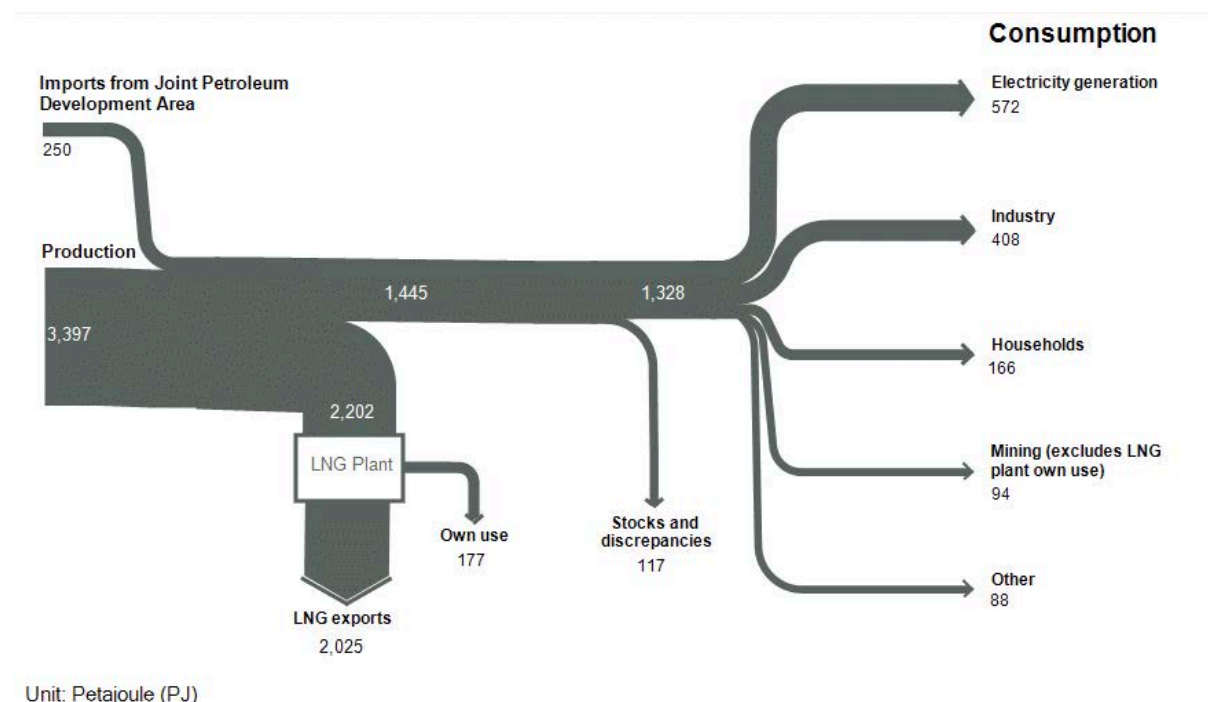 Consumption
Imports from Joint Petroleum
Development Area
250
Production
3,397
1,445
1,328
2,202
LNG Plant
Own use
177
Stocks and
discrepancies
117
LNG exports
2,025
Electricity generation
572
Industry
408
Households
166
Mining (excludes LNG
plant own use)
94
Other
88
Unit: Petajoule (PJ)